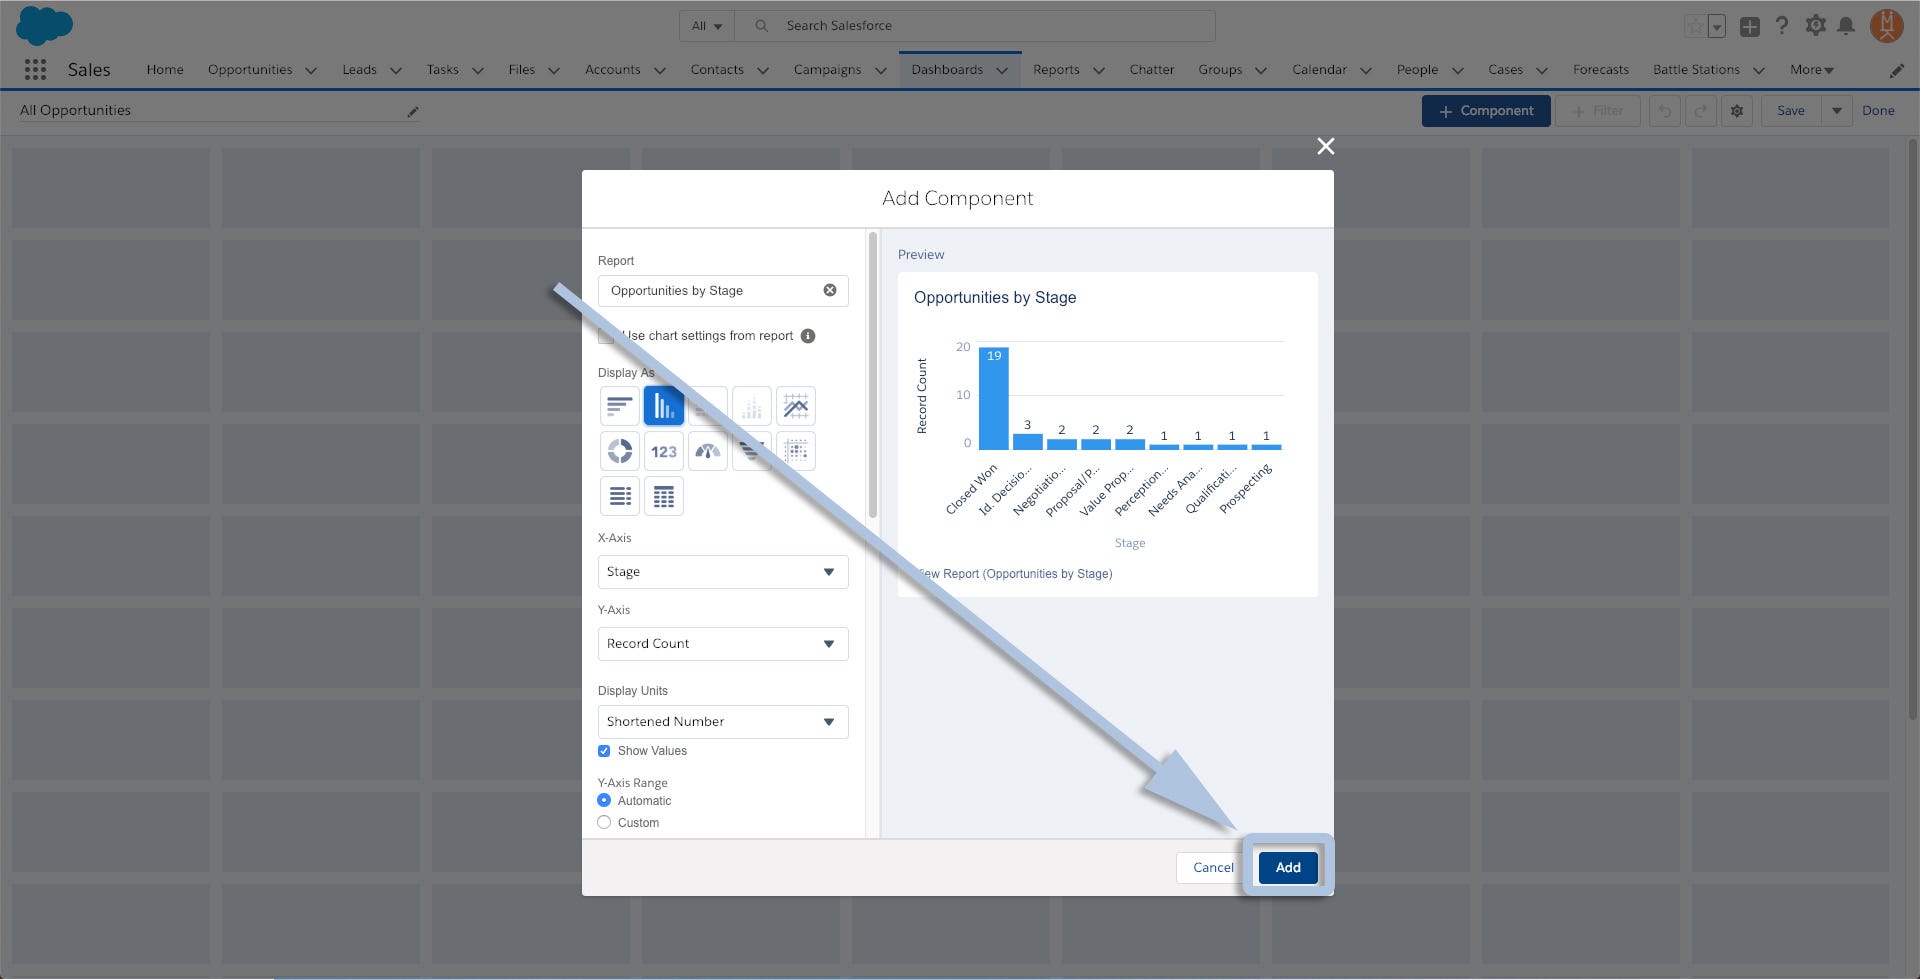 All
Search Salesforce
Sales
Home
Opportunities
Leads
Tasks
Files
Accounts
Contacts
Campaigns
Dashboards
Reports
Chatter
Groups
Calendar
People
Cases
Forecasts
Battle Stations
More
All Opportunities
+ Component
+ Filter
Save
Done
Add Component
Report
Opportunities by Stage
Use chart settings from report
Display As
123
X-Axis
Stage
Y-Axis
Record Count
Display Units
Shortened Number
Show Values
Y-Axis Range
Automatic
Custom
Preview
Opportunities by Stage
Record Count
20
10
0
19
3
2
2
2
1
1
1
1
Closed Won
Id. Decisio...
Negotiatio...
Proposal/P...
Value Prop...
Perception...
Needs Ana...
Qualificati...
Prospecting
Stage
Report (Opportunities by Stage)
Cancel
Add